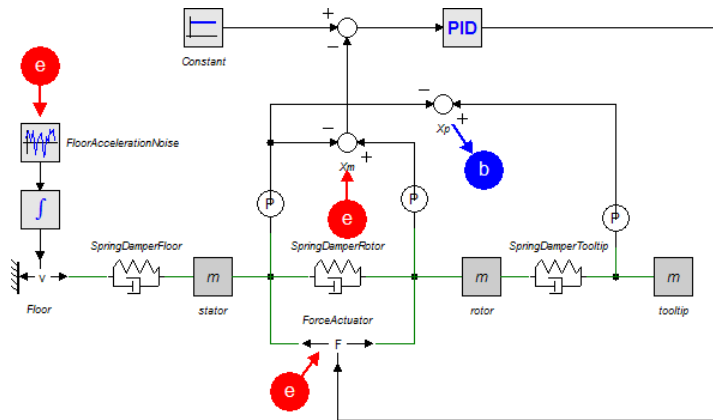 e
FloorAccelerationNoise
∫
v
Floor
SpringDamperFloor
m
stator
Constant
+
−
PID
−
+
Xp
b
−
+
Xm
e
P
P
P
SpringDamperRotor
SpringDamperTooltip
m
rotor
m
tooltip
ForceActuator
F
e